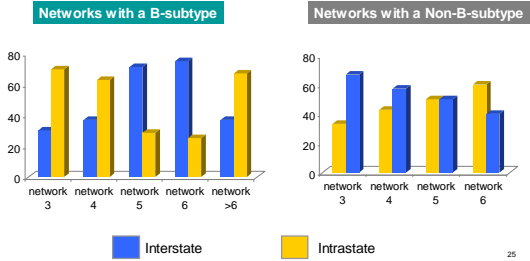 Networks with a B-subtype
Networks with a Non-B-subtype
80
60
40
20
0
network
3
network
4
network
5
network
6
network
>6
80
60
40
20
0
network
3
network
4
network
5
network
6
Interstate
Intrastate
25